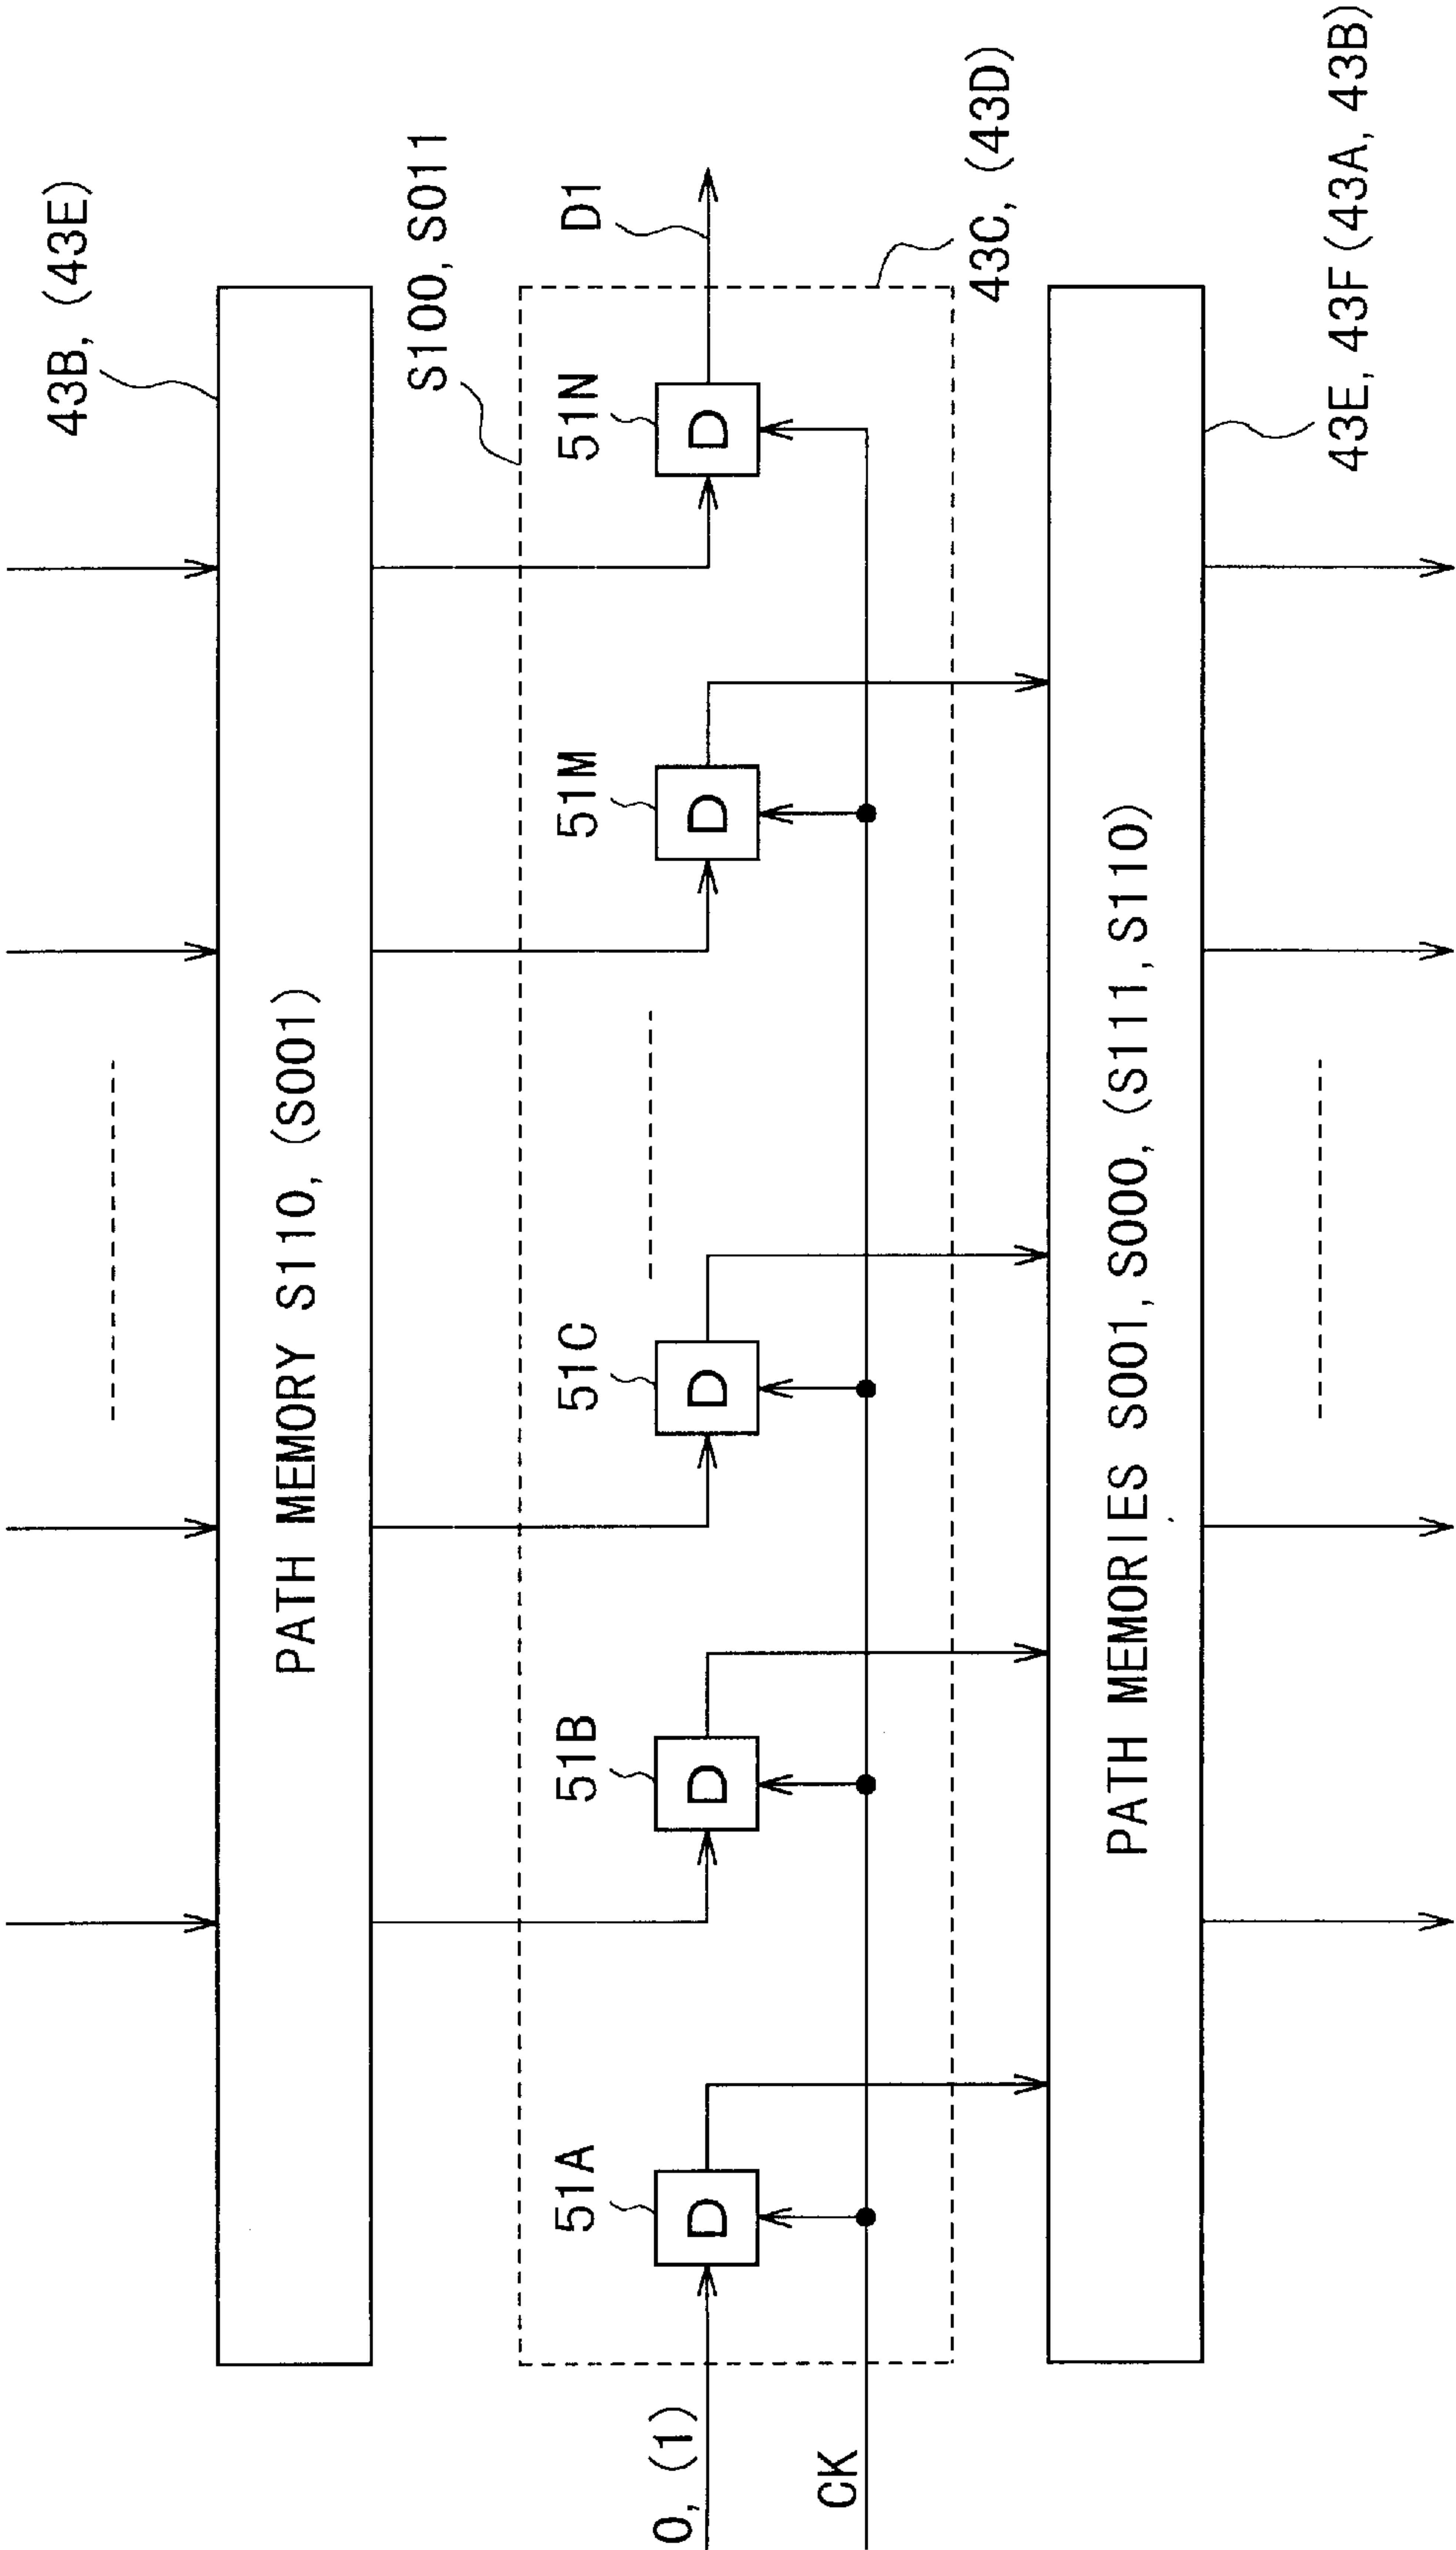 43B, (43E)
PATH MEMORY S110, (S001)
S100, S011
51A
51B
51C
51M
51N
D
D
D
D
D
D1
0, (1)
CK
43C, (43D)
PATH MEMORIES S001, S000, (S111, S110)
43E, 43F (43A, 43B)